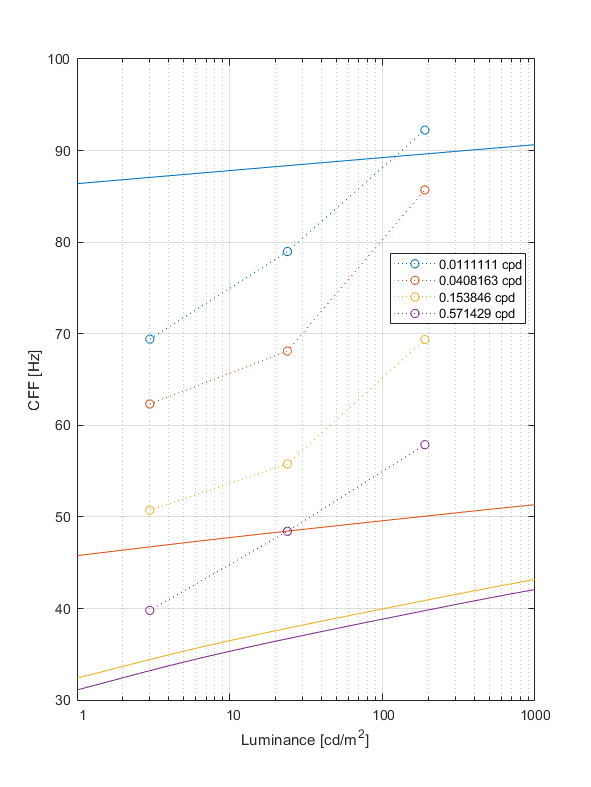 100
90
80
70
60
50
40
30
CFF [Hz]
0.0111111 cpd
0.0408163 cpd
0.153846 cpd
0.571429 cpd
1 10 100 1000
Luminance [cd/m²]